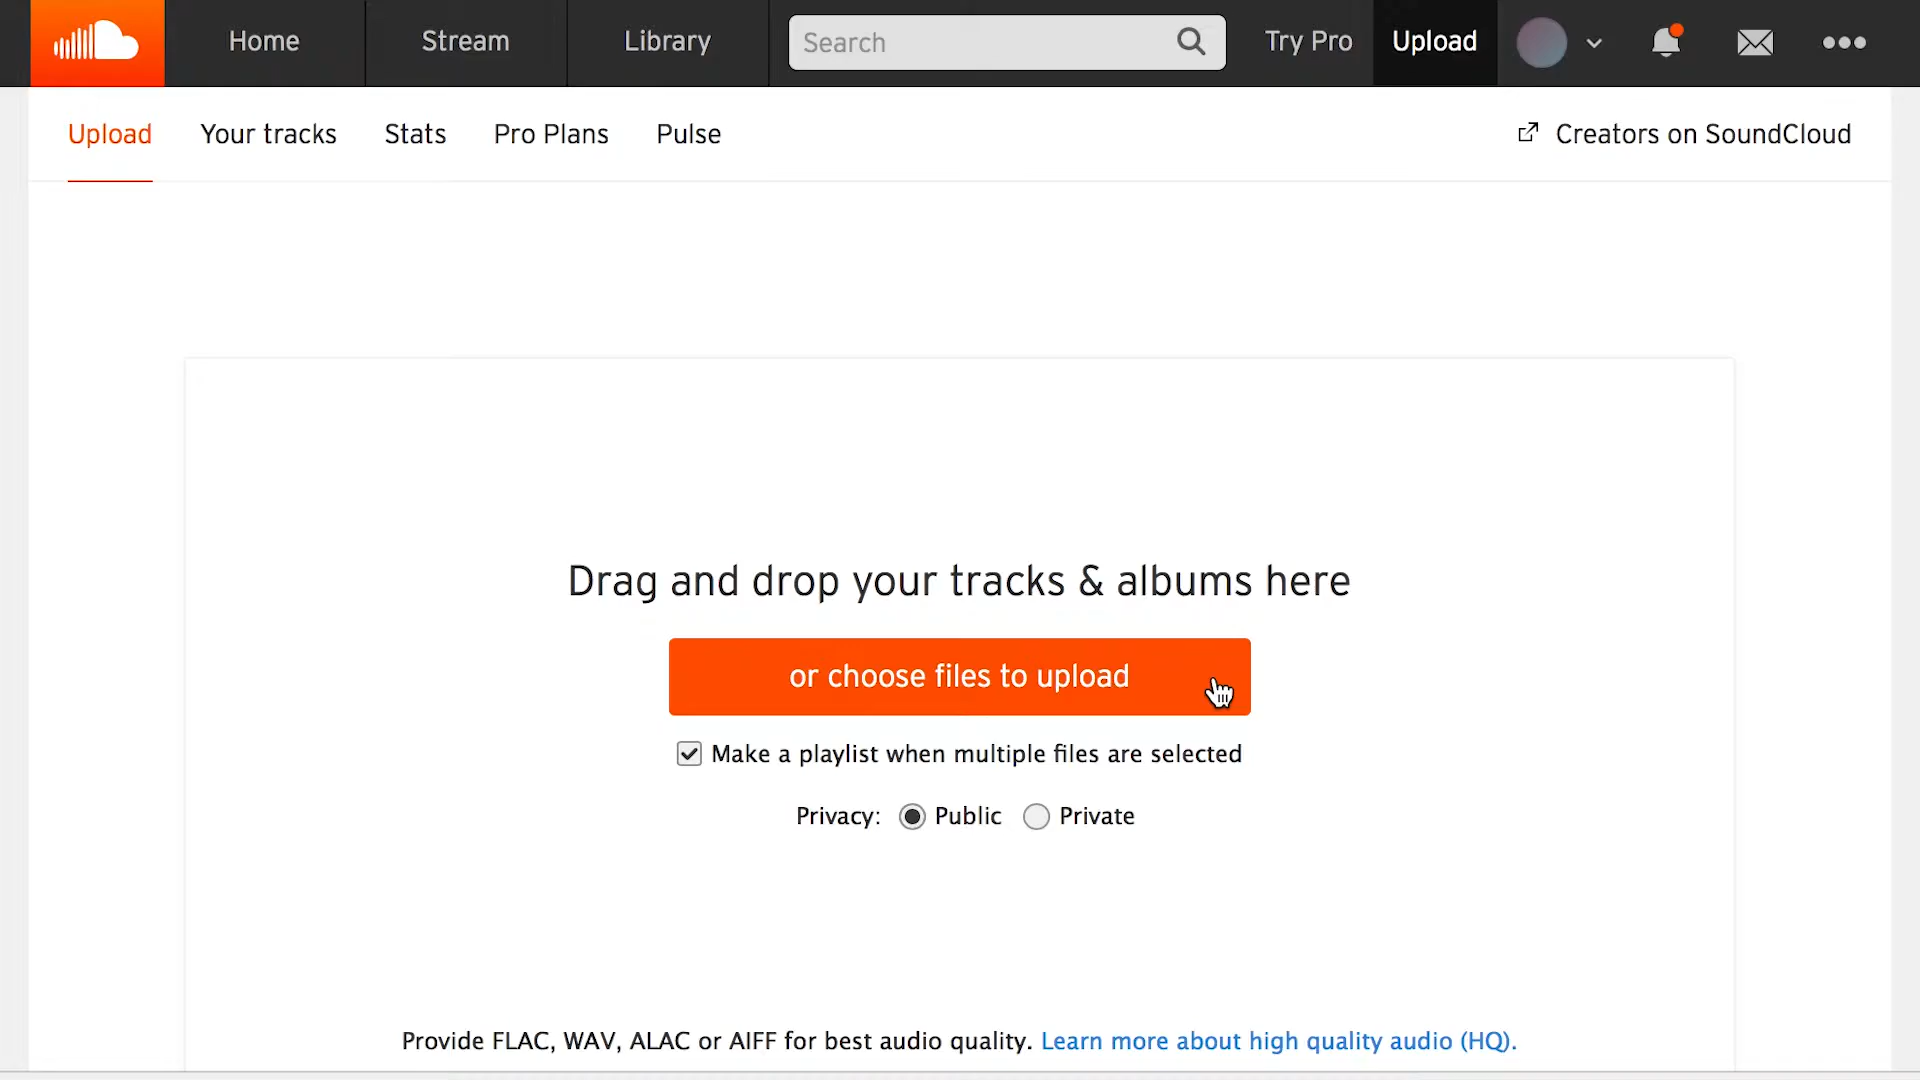 Home Stream Library Search Try Pro Upload
Upload Your tracks Stats Pro Plans Pulse Creators on SoundCloud
Drag and drop your tracks & albums here
or choose files to upload
Make a playlist when multiple files are selected
Privacy: Public Private
Provide FLAC, WAV, ALAC or AIFF for best audio quality. Learn more about high quality audio (HQ).